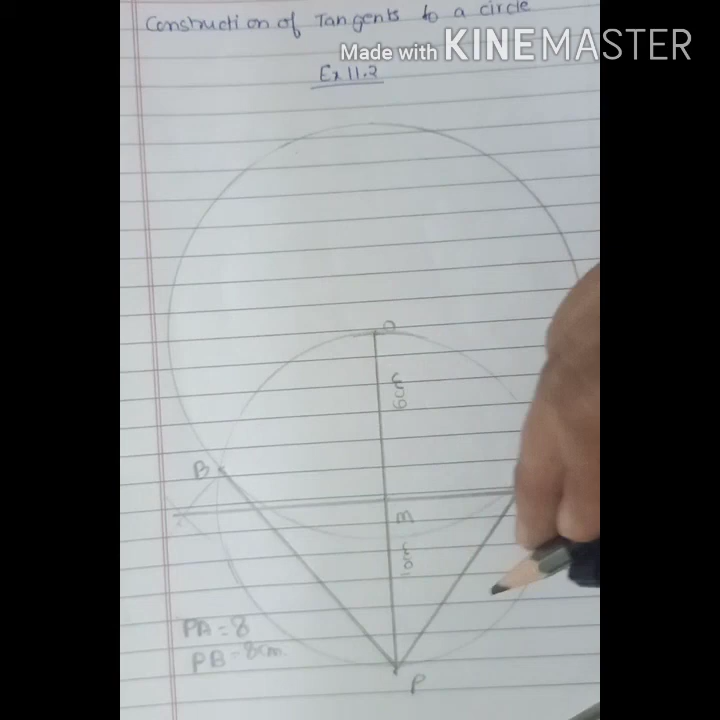 Construction of Tangents to a circle
Made with KINEMASTER
Ex 11.2
O
6cm
B
M
10cm
PA = 8
PB = 8cm.
P